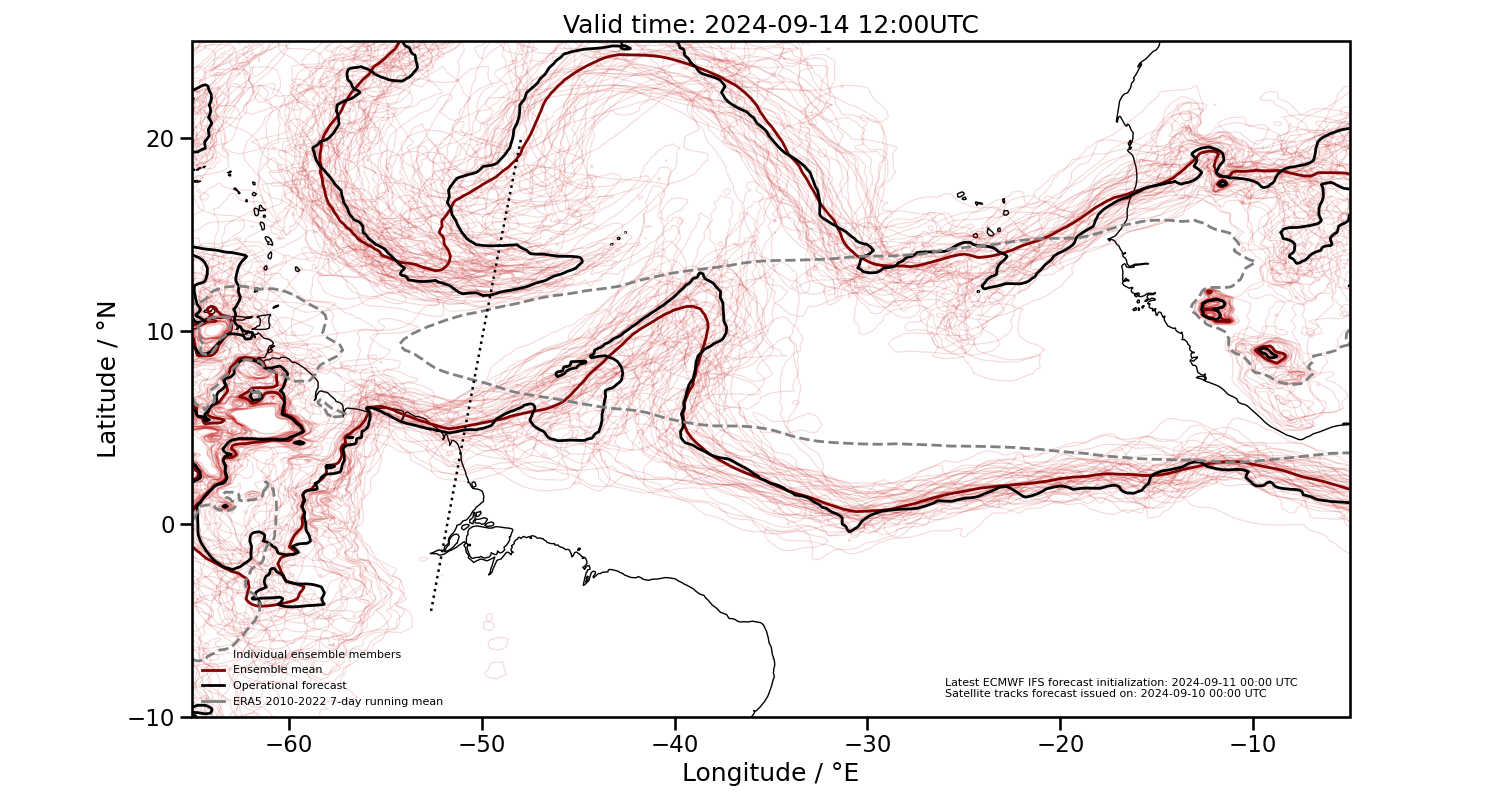 Valid time: 2024-09-14 12:00UTC
20
10
0
−10
Latitude / °N
Individual ensemble members
Ensemble mean
Operational forecast
ERA5 2010-2022 7-day running mean
Latest ECMWF IFS forecast initialization: 2024-09-11 00:00 UTC
Satellite tracks forecast issued on: 2024-09-10 00:00 UTC
−60
−50
−40
−30
−20
−10
Longitude / °E